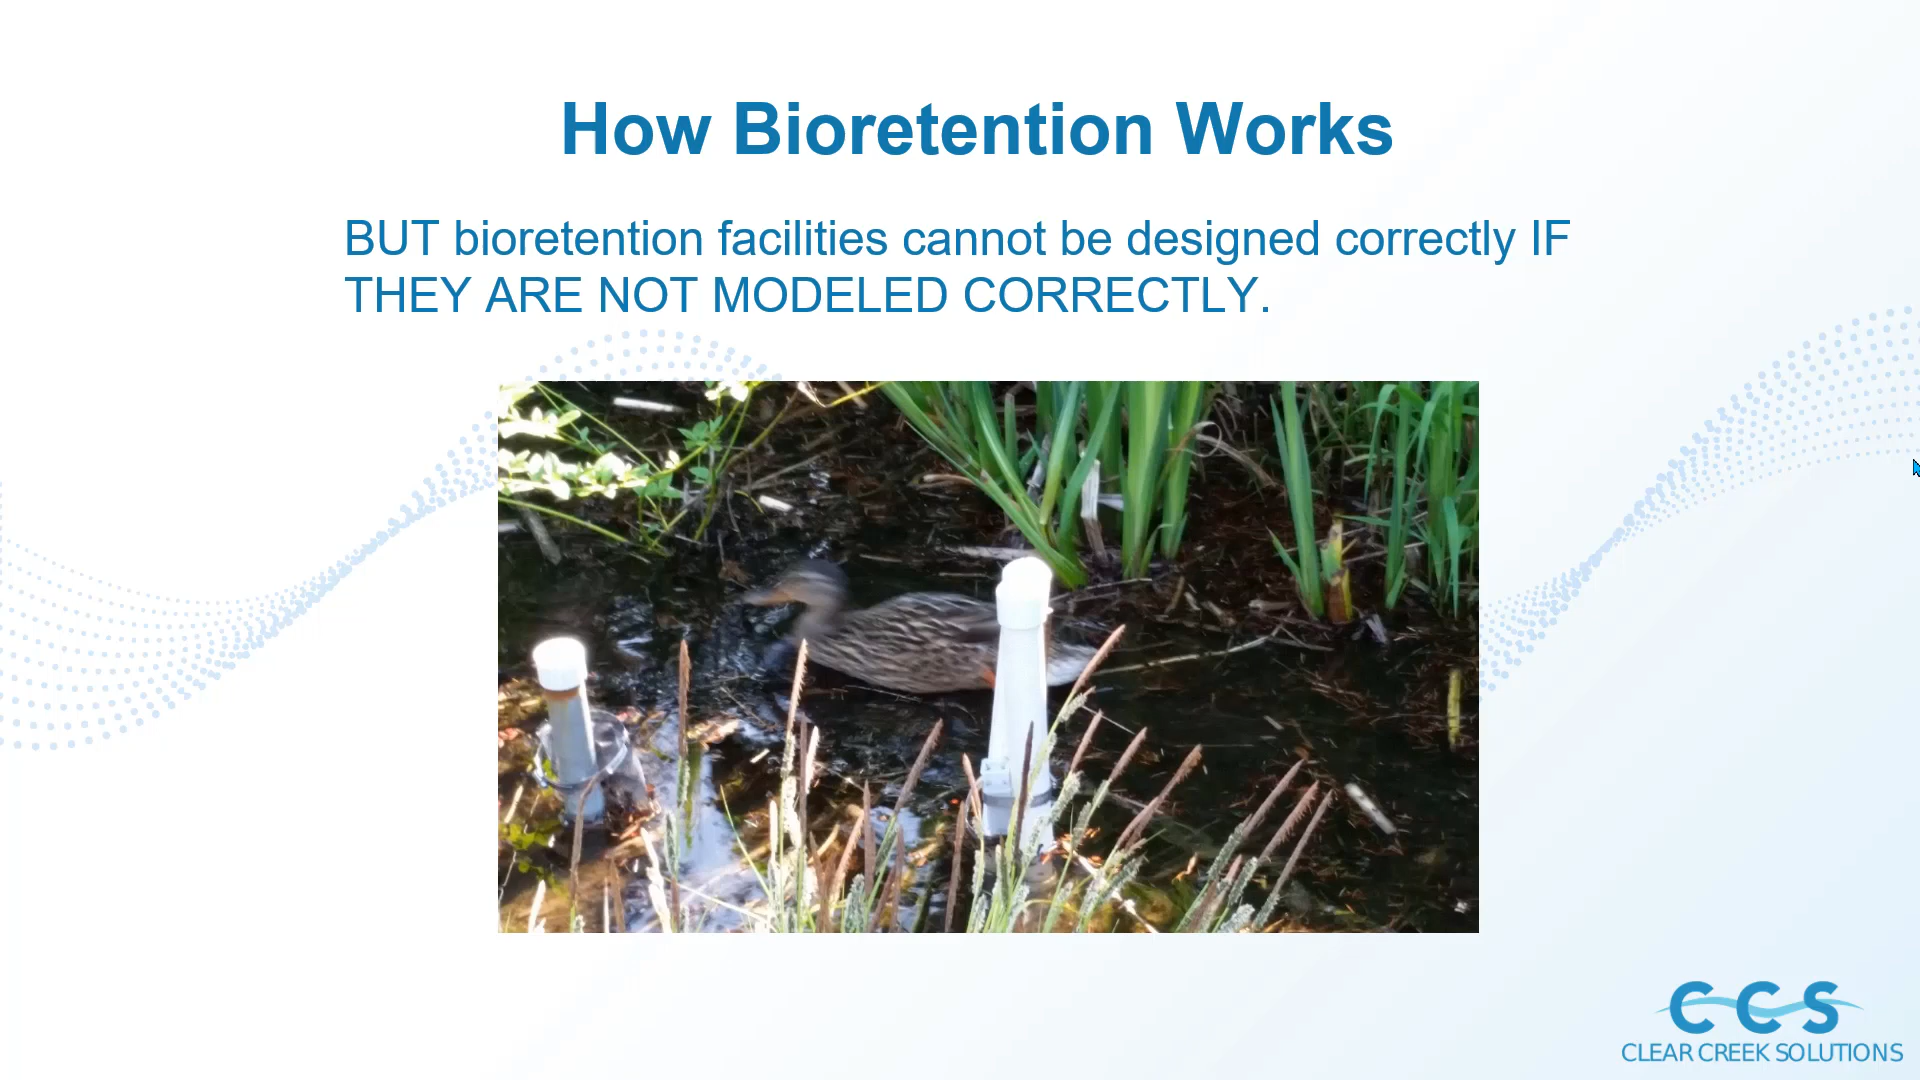 How Bioretention Works
BUT bioretention facilities cannot be designed correctly IF
THEY ARE NOT MODELED CORRECTLY.
CCS
CLEAR CREEK SOLUTIONS